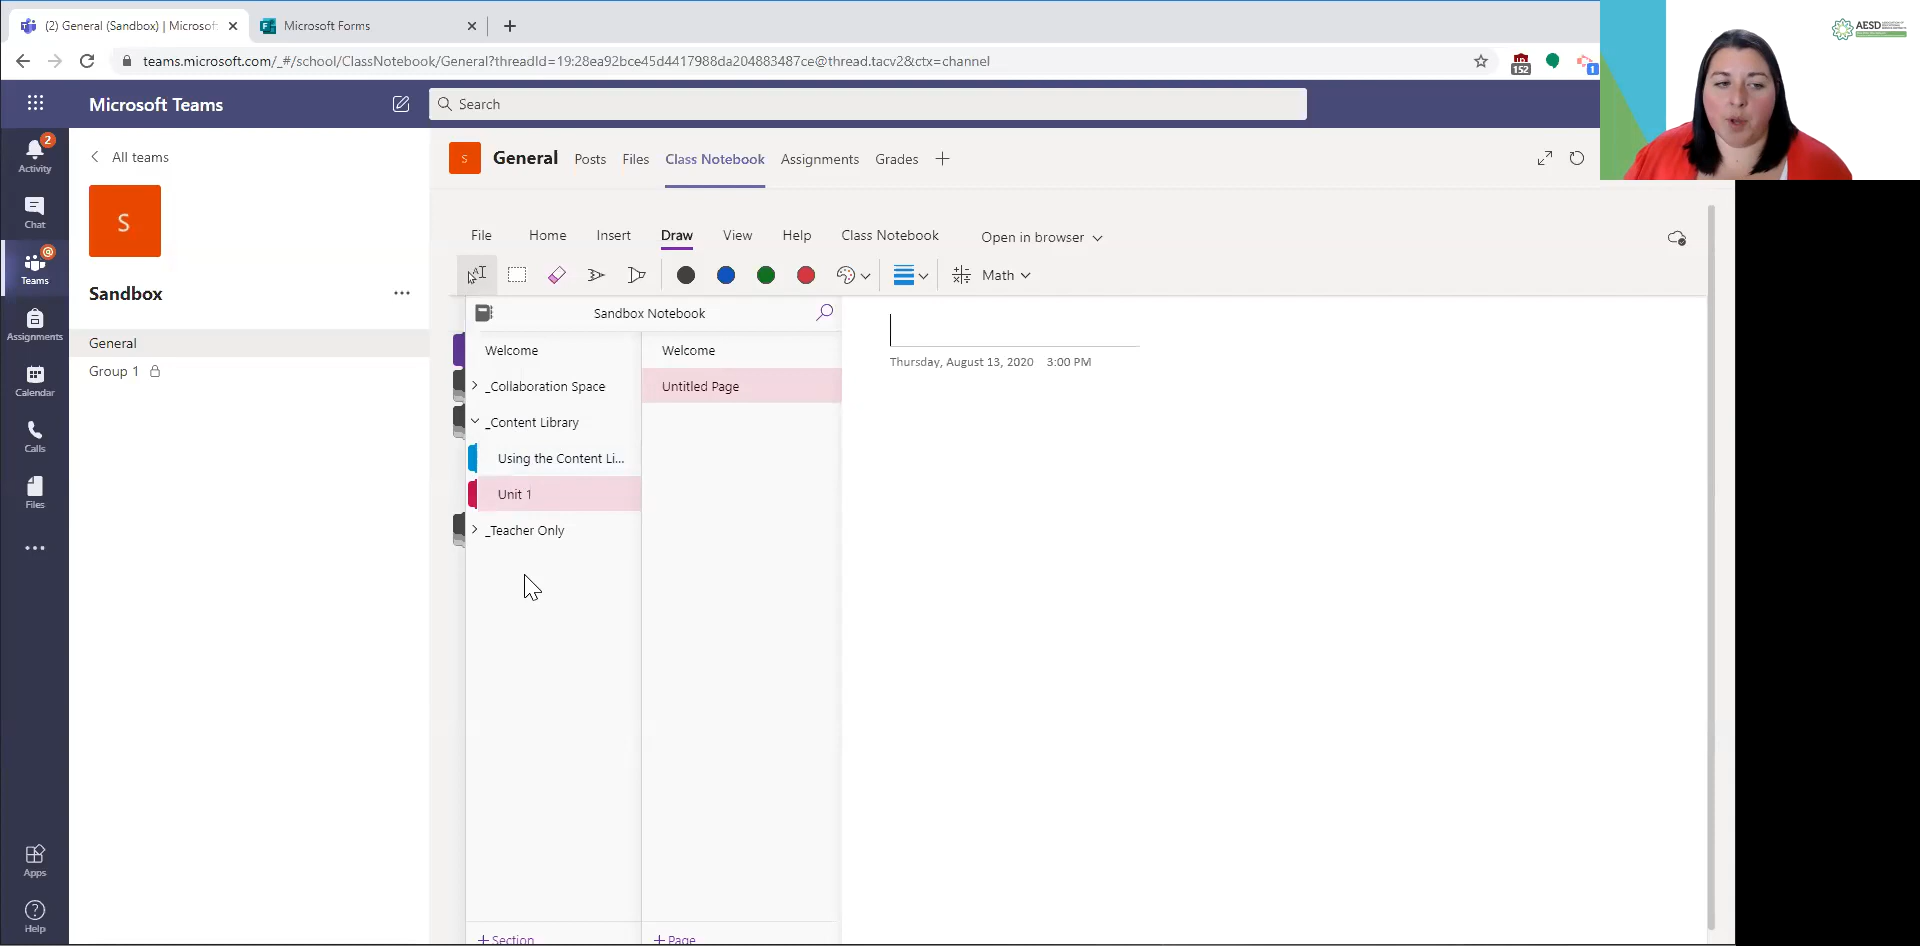 (2) General (Sandbox) | Microsof
Microsoft Forms
teams.microsoft.com/_#/school/ClassNotebook/General?threadId=19:28ea92bce45d4417988da204883487ce@thread.tacv2&ctx=channel
152
1
AESD
Microsoft Teams
Search
2
Activity
Chat
@
Teams
Assignments
Calendar
Calls
Files
Apps
Help
All teams
S
Sandbox
General
Group 1
S
General
Posts
Files
Class Notebook
Assignments
Grades
File
Home
Insert
Draw
View
Help
Class Notebook
Open in browser
Math
Sandbox Notebook
Welcome
_Collaboration Space
_Content Library
Using the Content Li...
Unit 1
_Teacher Only
+ Section
Welcome
Untitled Page
+ Page
Thursday, August 13, 2020 3:00 PM